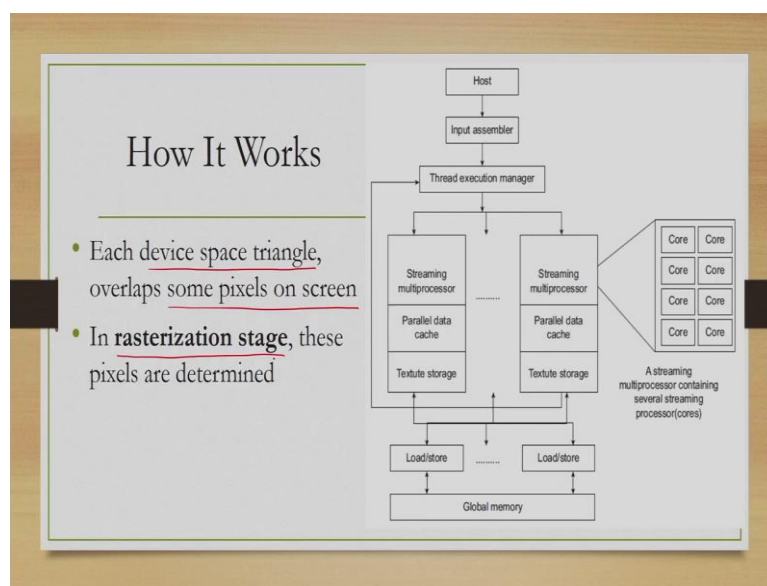 How It Works
• Each device space triangle,
overlaps some pixels on screen
• In rasterization stage, these
pixels are determined
Host
Input assembler
Thread execution manager
Streaming
multiprocessor
Parallel data
cache
Textute storage
..........
Streaming
multiprocessor
Parallel data
cache
Textute storage
Core Core
Core Core
Core Core
Core Core
A streaming
multiprocessor containing
several streaming
processor(cores)
Load/store .......... Load/store
Global memory